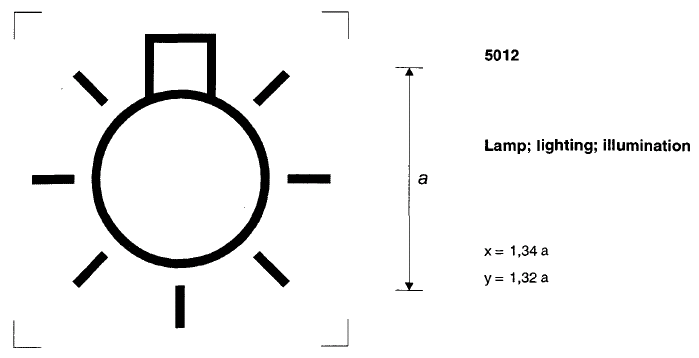 5012
Lamp; lighting; illumination
a
x = 1,34 a
y = 1,32 a